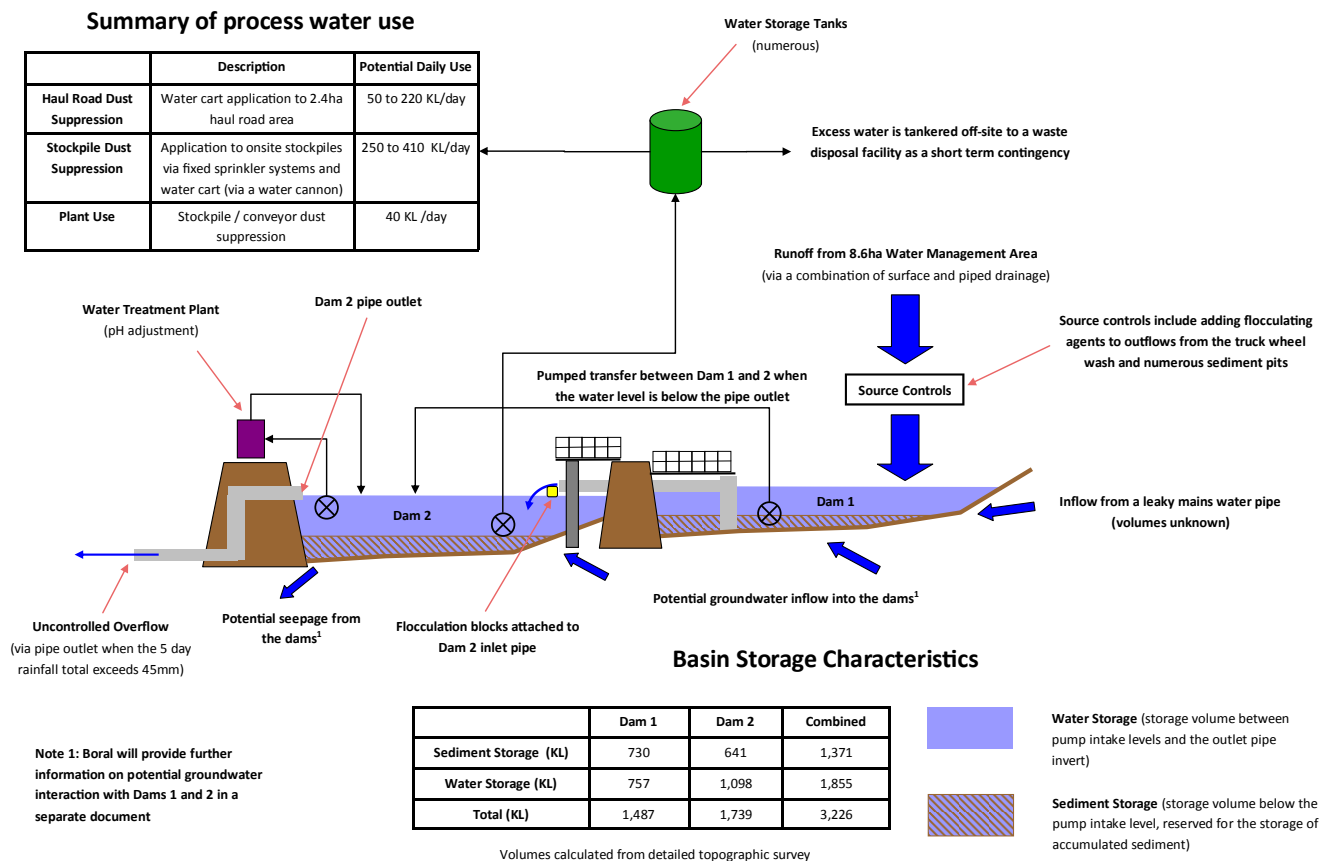 Summary of process water use
Description
Potential Daily Use
Haul Road Dust
Suppression
Water cart application to 2.4ha
haul road area
50 to 220 KL/day
Stockpile Dust
Suppression
Application to onsite stockpiles
via fixed sprinkler systems and
water cart (via a water cannon)
250 to 410 KL/day
Plant Use
Stockpile / conveyor dust
suppression
40 KL /day
Water Storage Tanks
(numerous)
Excess water is tankered off-site to a waste
disposal facility as a short term contingency
Runoff from 8.6ha Water Management Area
(via a combination of surface and piped drainage)
Source controls include adding flocculating
agents to outflows from the truck wheel
wash and numerous sediment pits
Source Controls
Water Treatment Plant
(pH adjustment)
Dam 2 pipe outlet
Pumped transfer between Dam 1 and 2 when
the water level is below the pipe outlet
Dam 2
Dam 1
Inflow from a leaky mains water pipe
(volumes unknown)
Potential groundwater inflow into the dams¹
Potential seepage from
the dams¹
Flocculation blocks attached to
Dam 2 inlet pipe
Uncontrolled Overflow
(via pipe outlet when the 5 day
rainfall total exceeds 45mm)
Basin Storage Characteristics
Dam 1
Dam 2
Combined
Sediment Storage (KL)
730
641
1,371
Water Storage (KL)
757
1,098
1,855
Total (KL)
1,487
1,739
3,226
Volumes calculated from detailed topographic survey
Water Storage (storage volume between
pump intake levels and the outlet pipe
invert)
Sediment Storage (storage volume below the
pump intake level, reserved for the storage of
accumulated sediment)
Note 1: Boral will provide further
information on potential groundwater
interaction with Dams 1 and 2 in a
separate document